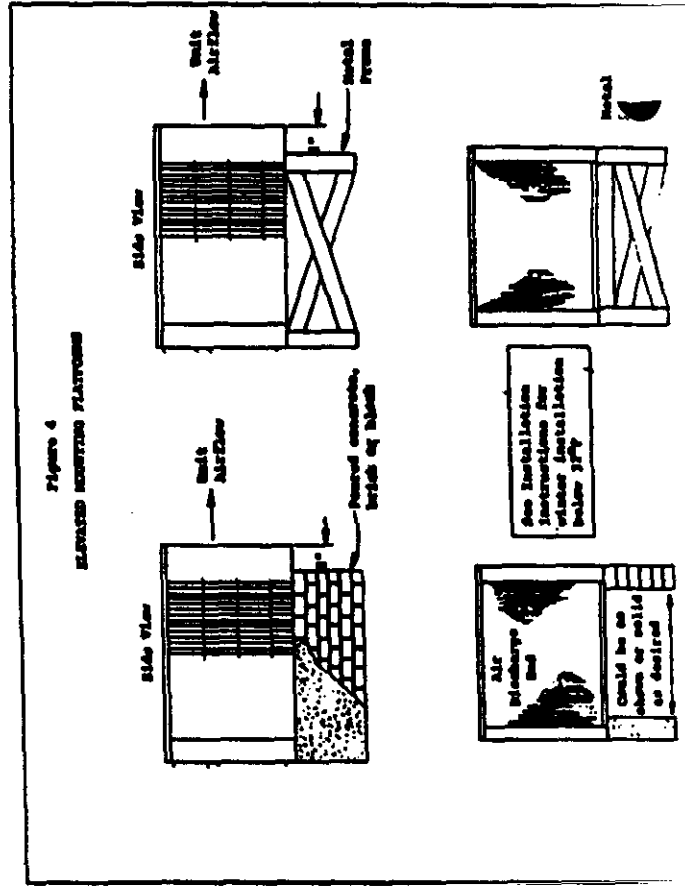 Figure 4
ELEVATED MOUNTING PLATFORMS
Side View
Unit
Airflow
Poured concrete,
brick or block
Side View
Unit
Airflow
Metal
Frame
Air
Discharge
End
Could be as
shown or solid
as desired
See Installation
Instructions for
winter installation
below 32°F
Metal